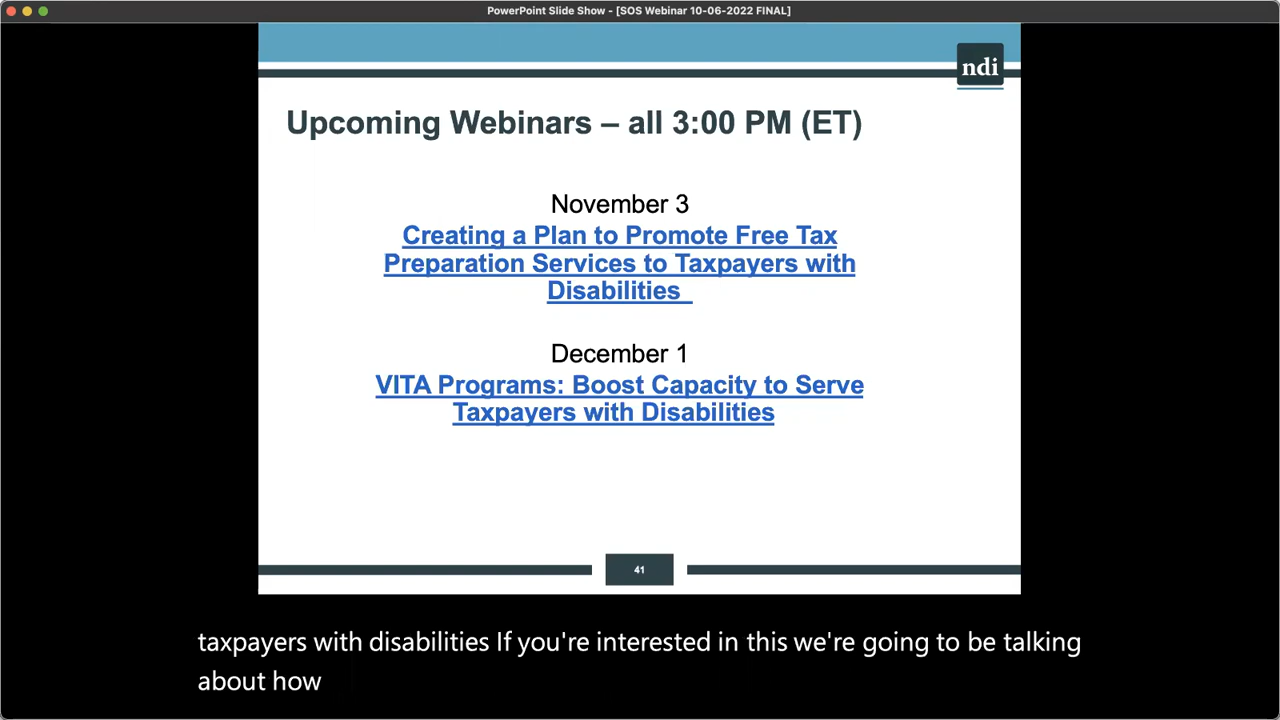 PowerPoint Slide Show - [SOS Webinar 10-06-2022 FINAL]
ndi
Upcoming Webinars – all 3:00 PM (ET)
November 3
Creating a Plan to Promote Free Tax
Preparation Services to Taxpayers with
Disabilities
December 1
VITA Programs: Boost Capacity to Serve
Taxpayers with Disabilities
41
taxpayers with disabilities If you're interested in this we're going to be talking
about how